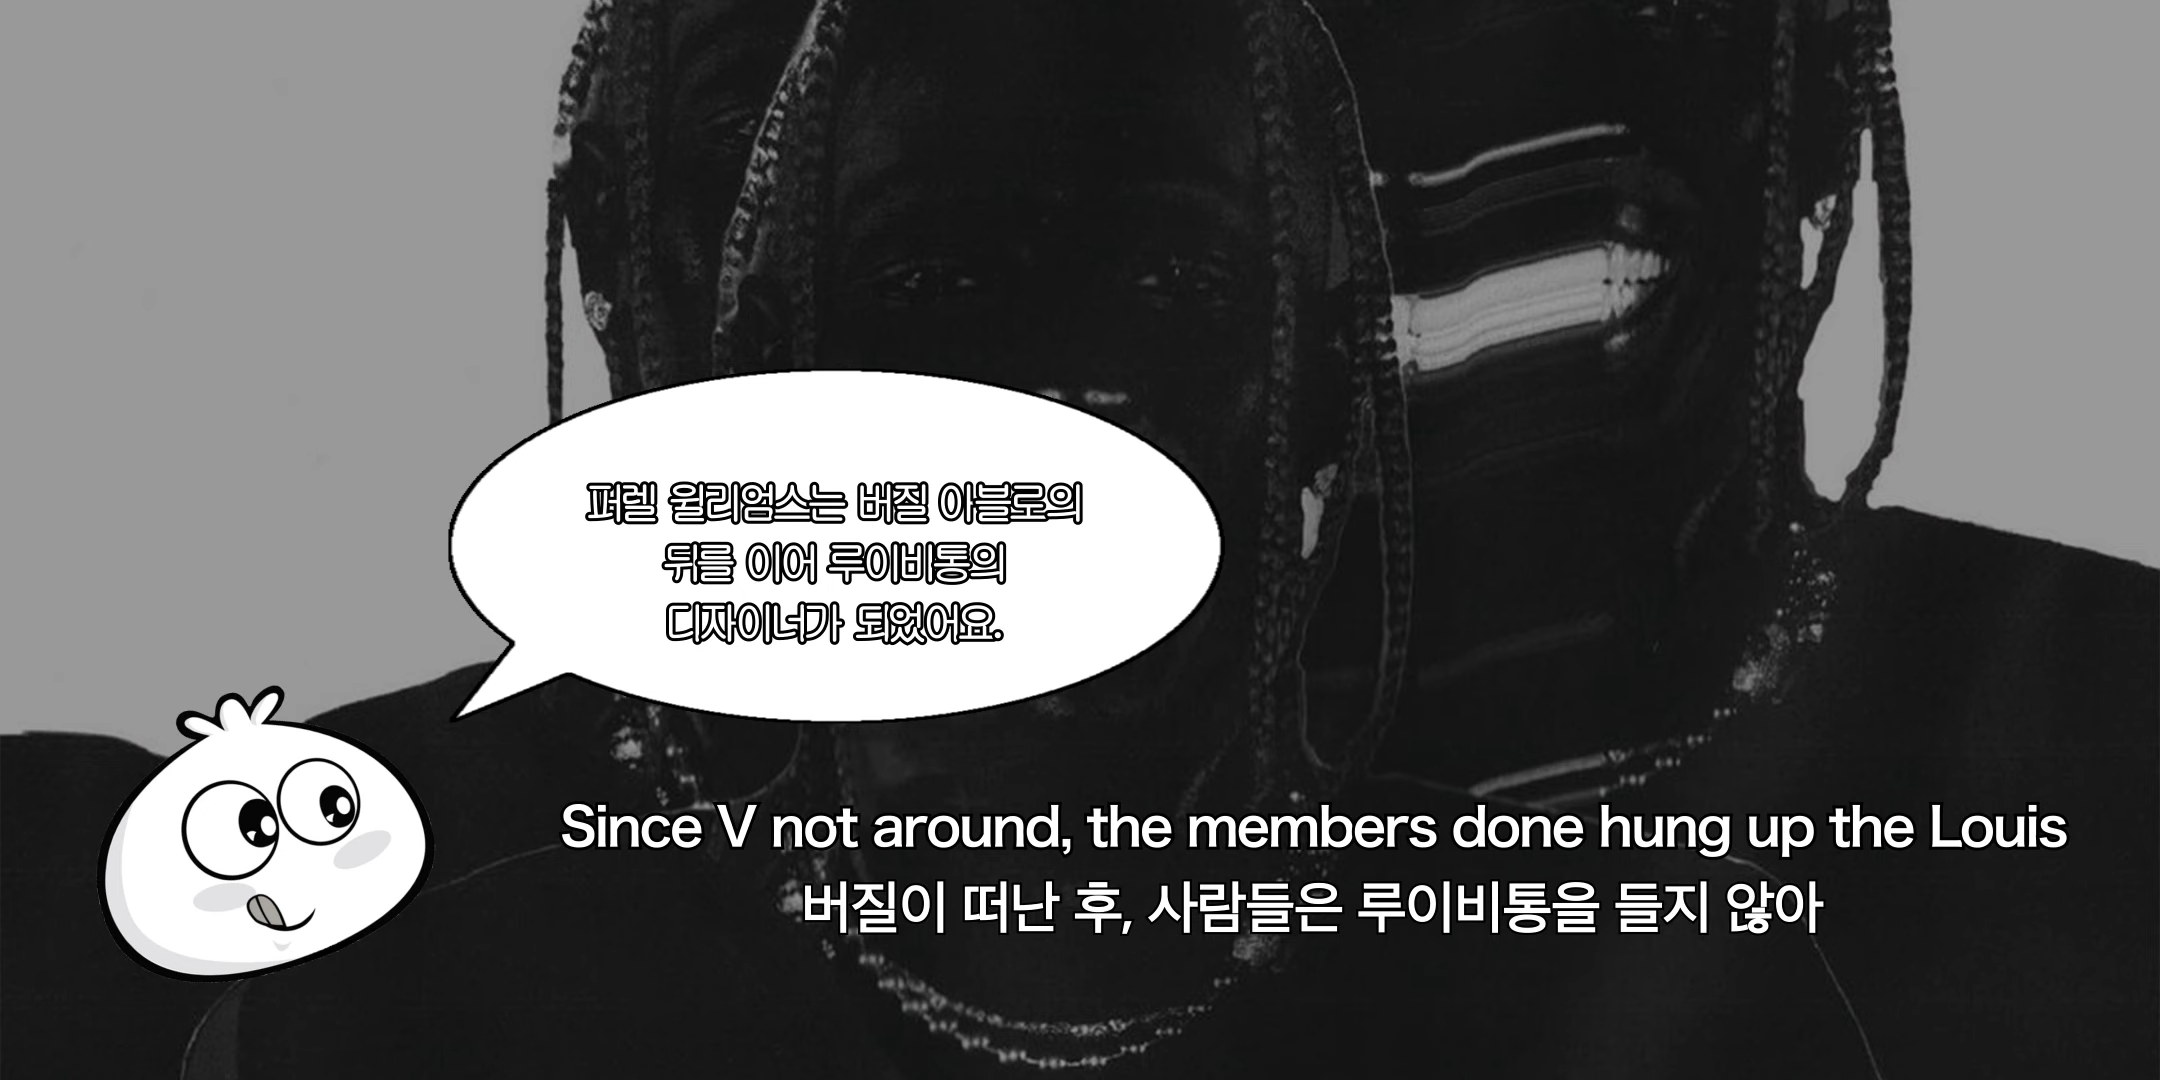 퍼렐 윌리엄스는 버질 아블로의
뒤를 이어 루이비통의
디자이너가 되었어요.
Since V not around, the members done hung up the Louis
버질이 떠난 후, 사람들은 루이비통을 들지 않아